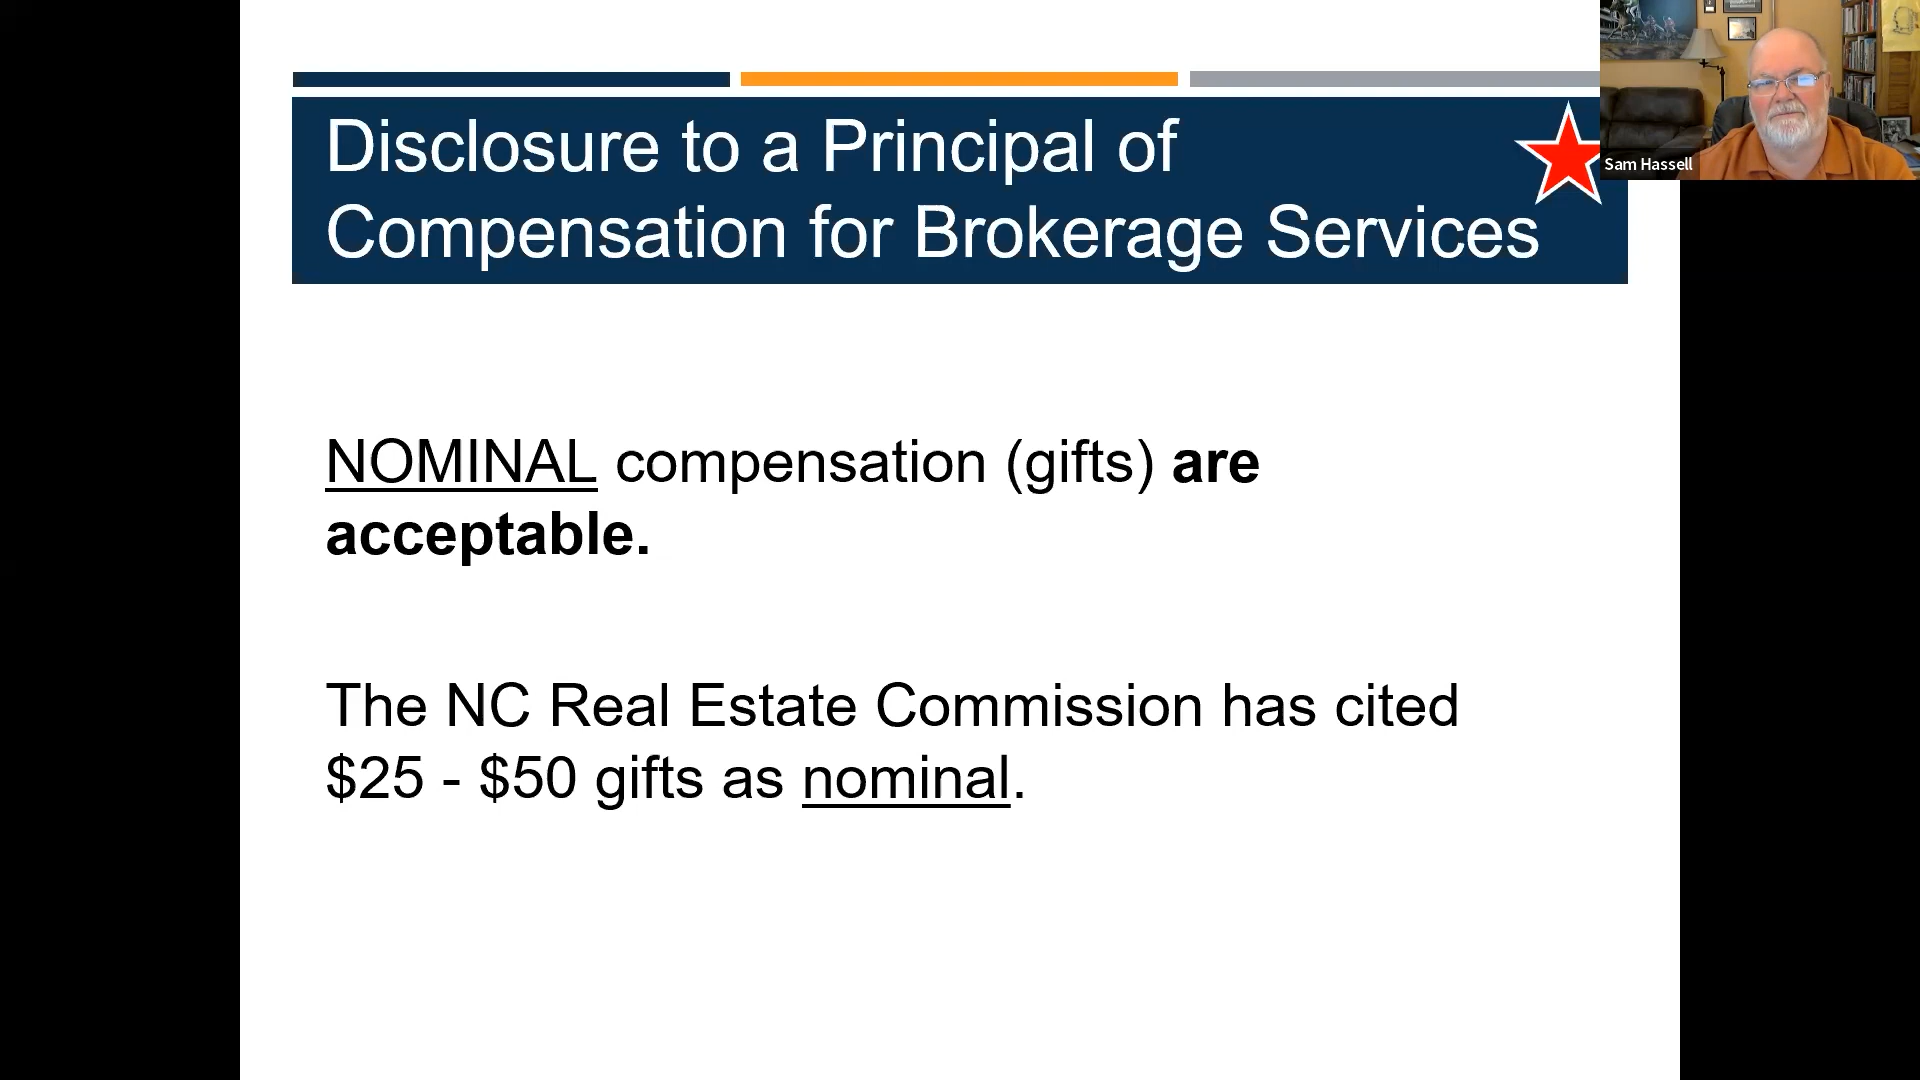 Disclosure to a Principal of
Compensation for Brokerage Services
Sam Hassell
NOMINAL compensation (gifts) are
acceptable.
The NC Real Estate Commission has cited
$25 - $50 gifts as nominal.